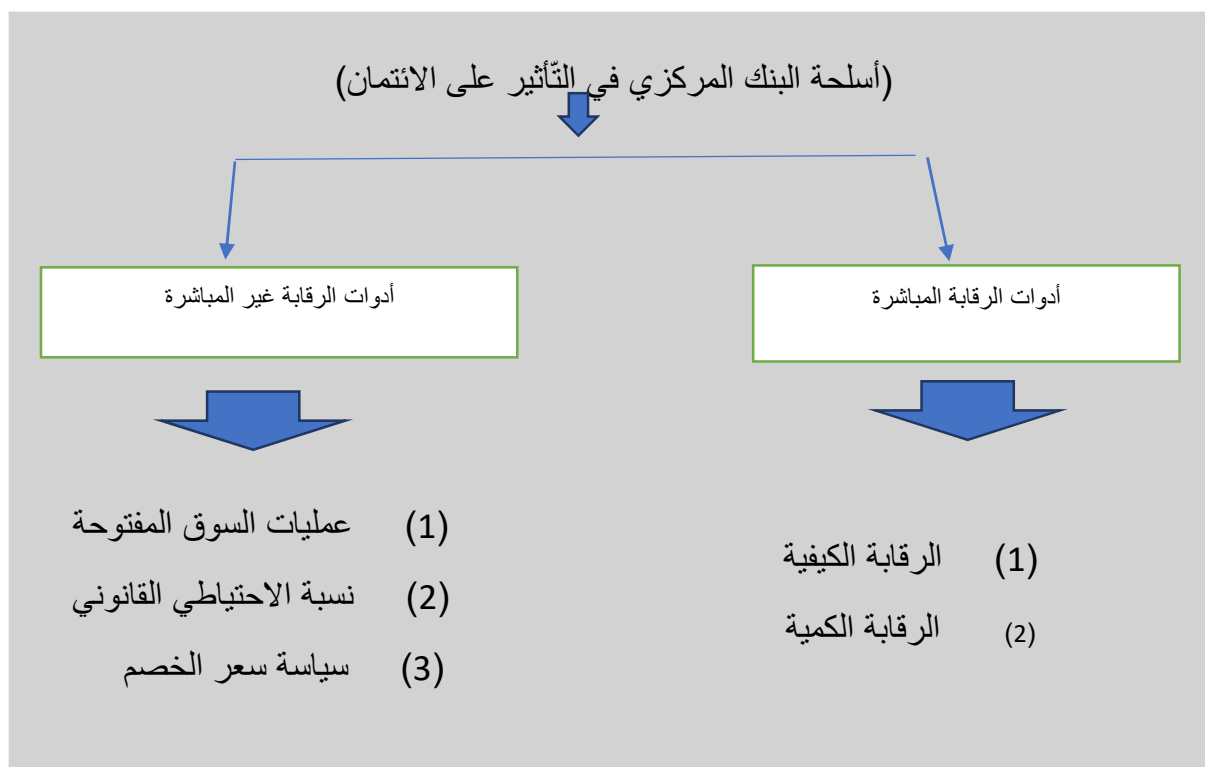 (أسلحة البنك المركزي في التّأثير على الائتمان)
أدوات الرقابة المباشرة
أدوات الرقابة غير المباشرة
(1) الرقابة الكيفية
(2) الرقابة الكمية
(1) عمليات السوق المفتوحة
(2) نسبة الاحتياطي القانوني
(3) سياسة سعر الخصم